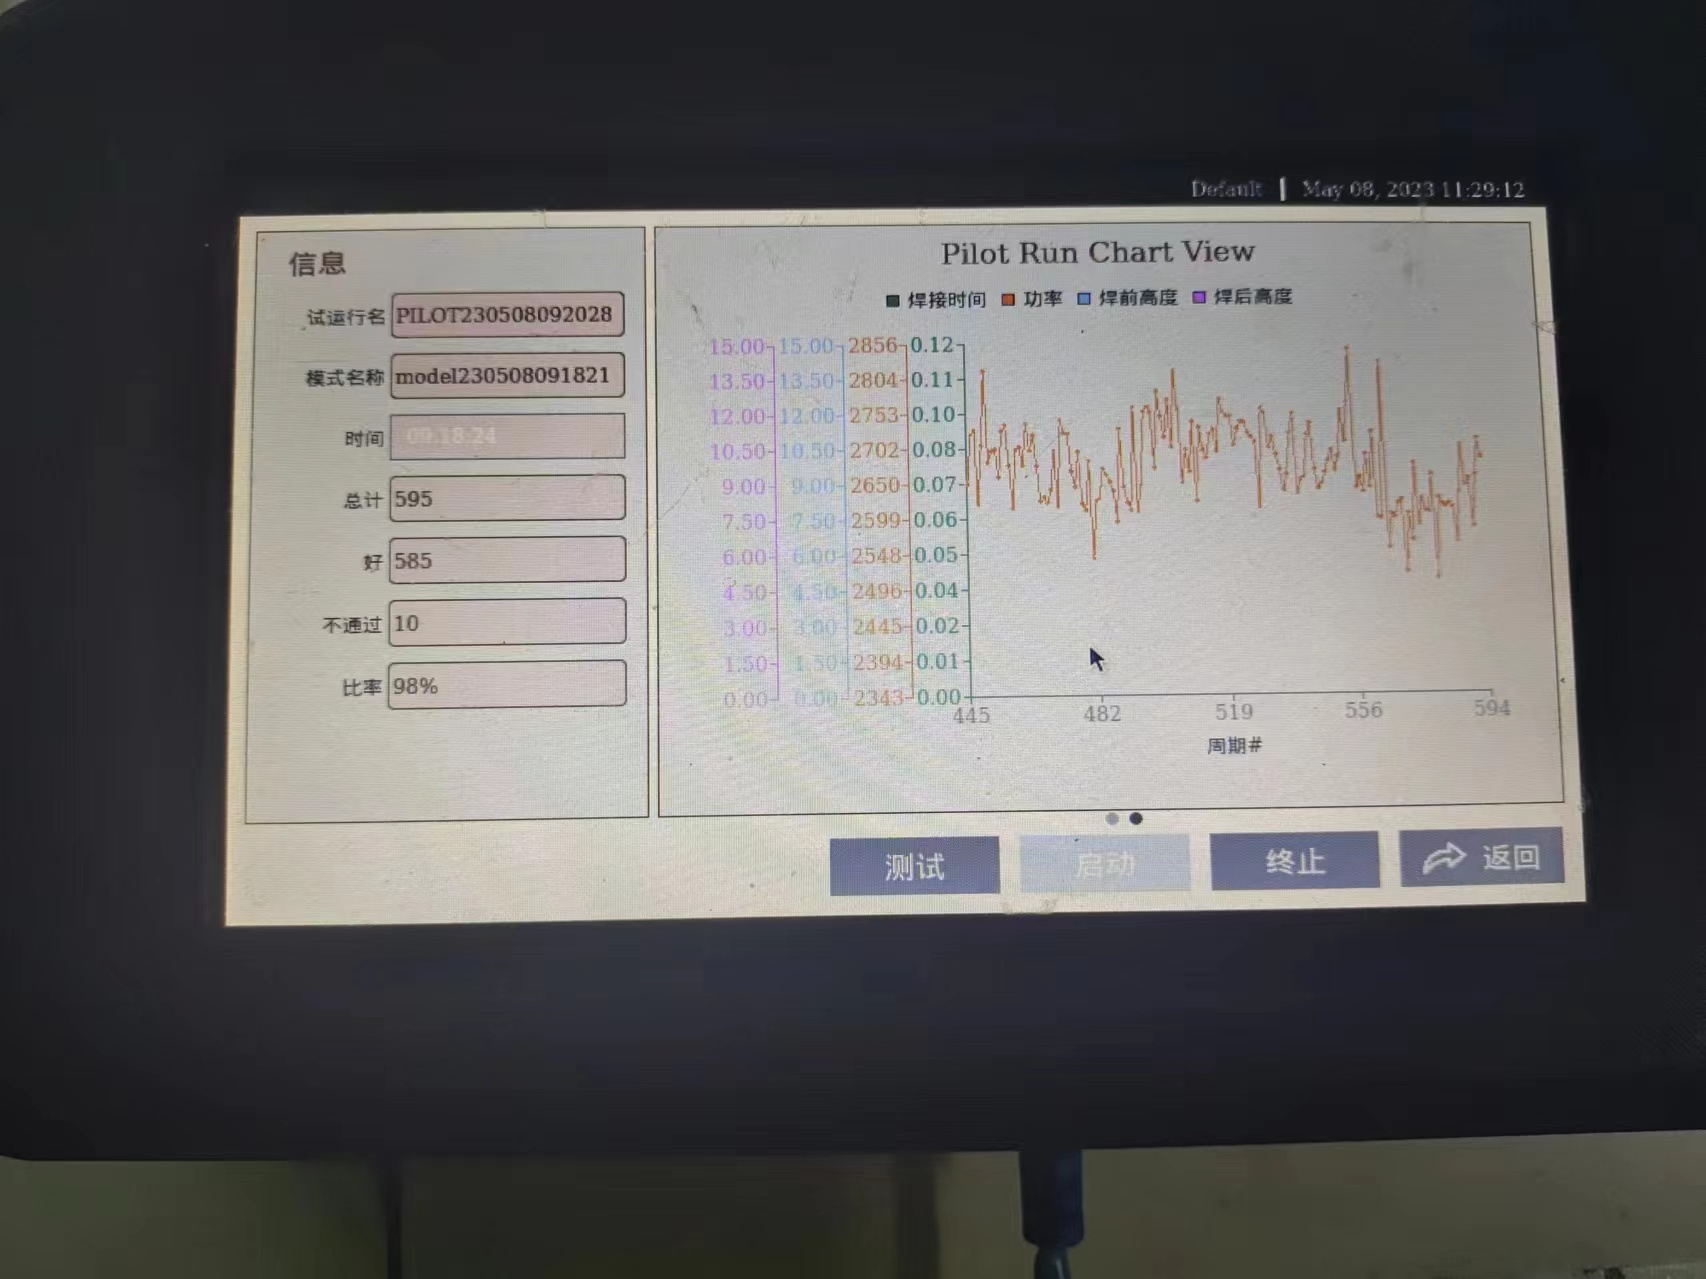 Default | May 08, 2023 11:29:12
信息
试运行名 PILOT230508092028
模式名称 model230508091821
时间 09:18:24
总计 595
好 585
不通过 10
比率 98%
Pilot Run Chart View
焊接时间 功率 焊前高度 焊后高度
15.00 15.00 2856 0.12
13.50 13.50 2804 0.11
12.00 12.00 2753 0.10
10.50 10.50 2702 0.08
9.00 9.00 2650 0.07
7.50 7.50 2599 0.06
6.00 6.00 2548 0.05
4.50 4.50 2496 0.04
3.00 3.00 2445 0.02
1.50 1.50 2394 0.01
0.00 0.00 2343 0.00
445 482 519 556 594
周期#
测试 启动 终止 返回